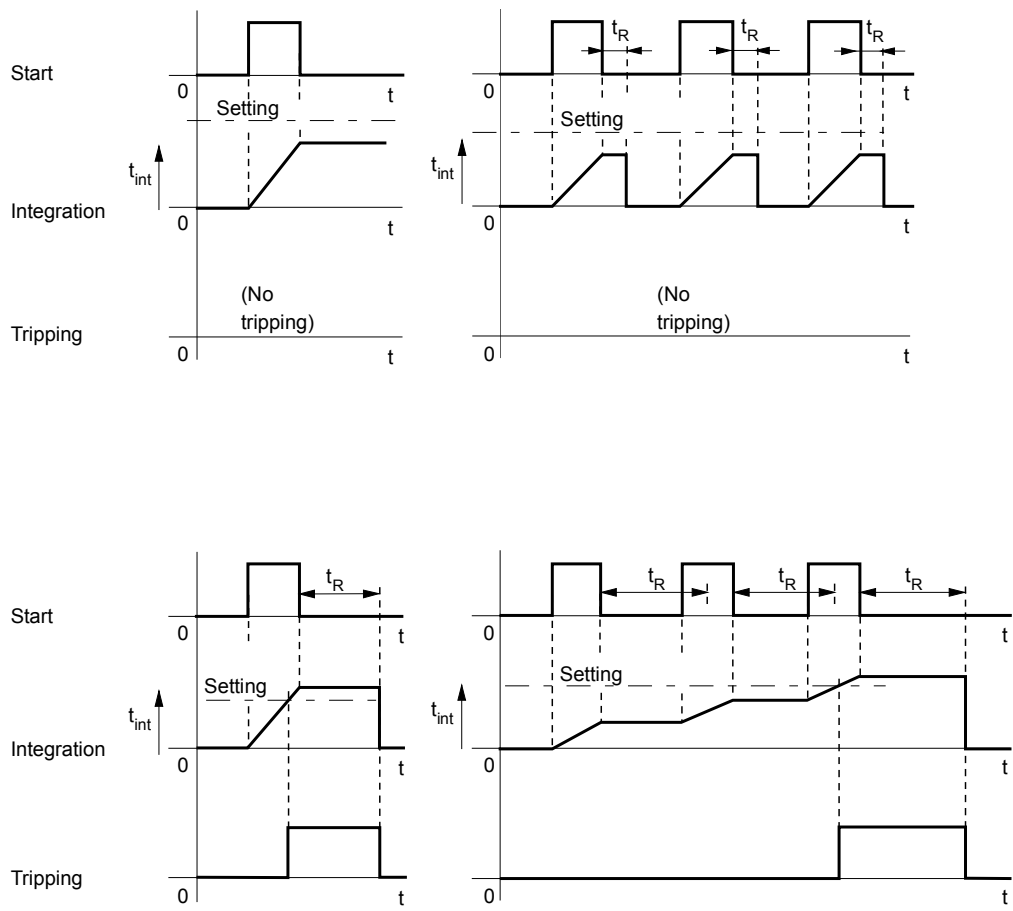 Start
0
t
Setting
t_int
Integration
0
t
(No
tripping)
Tripping
0
t
t_R
t_R
t_R
0
t
Setting
t_int
0
t
(No
tripping)
0
t
Start
t_R
0
t
Setting
t_int
Integration
0
t
Tripping
0
t
t_R
t_R
t_R
0
t
Setting
t_int
0
t
0
t